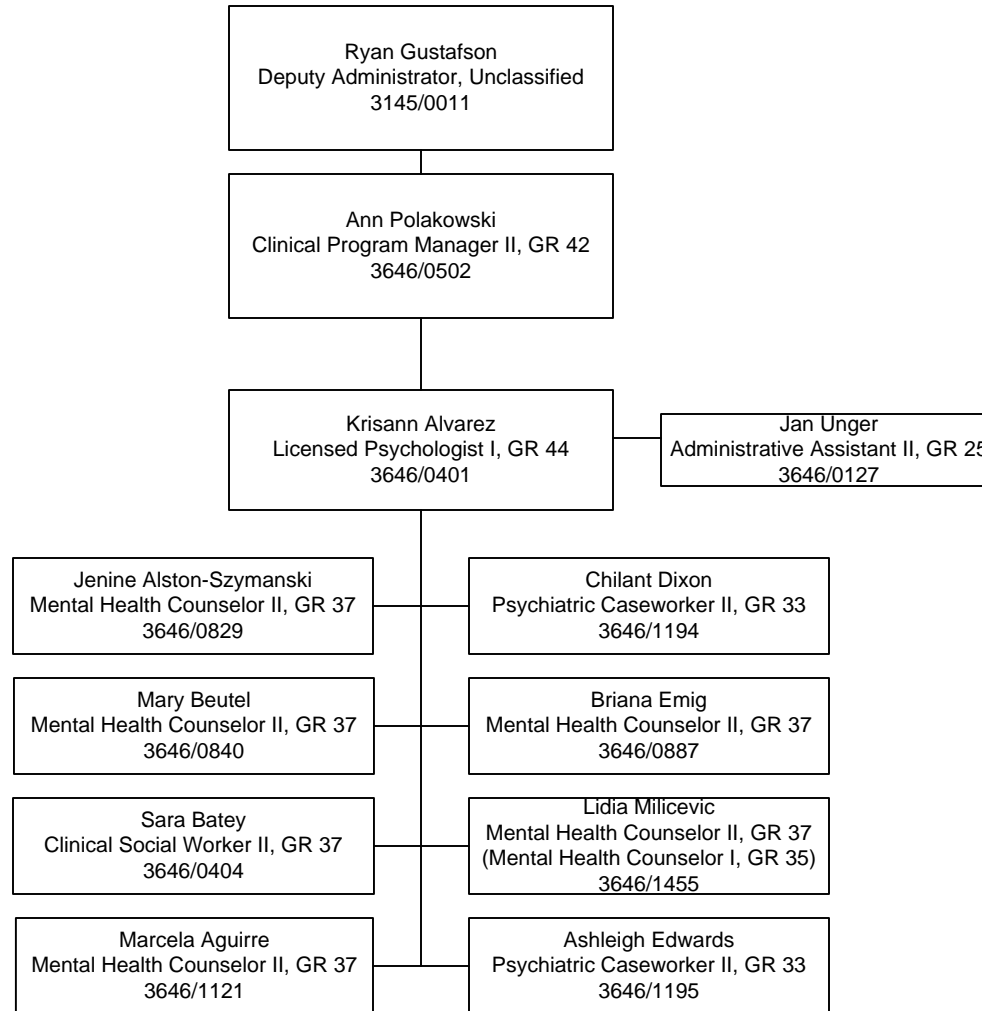 Ryan Gustafson
Deputy Administrator, Unclassified
3145/0011
Ann Polakowski
Clinical Program Manager II, GR 42
3646/0502
Krisann Alvarez
Licensed Psychologist I, GR 44
3646/0401
Jan Unger
Administrative Assistant II, GR 25
3646/0127
Jenine Alston-Szymanski
Mental Health Counselor II, GR 37
3646/0829
Chilant Dixon
Psychiatric Caseworker II, GR 33
3646/1194
Mary Beutel
Mental Health Counselor II, GR 37
3646/0840
Briana Emig
Mental Health Counselor II, GR 37
3646/0887
Sara Batey
Clinical Social Worker II, GR 37
3646/0404
Lidia Milicevic
Mental Health Counselor II, GR 37
(Mental Health Counselor I, GR 35)
3646/1455
Marcela Aguirre
Mental Health Counselor II, GR 37
3646/1121
Ashleigh Edwards
Psychiatric Caseworker II, GR 33
3646/1195